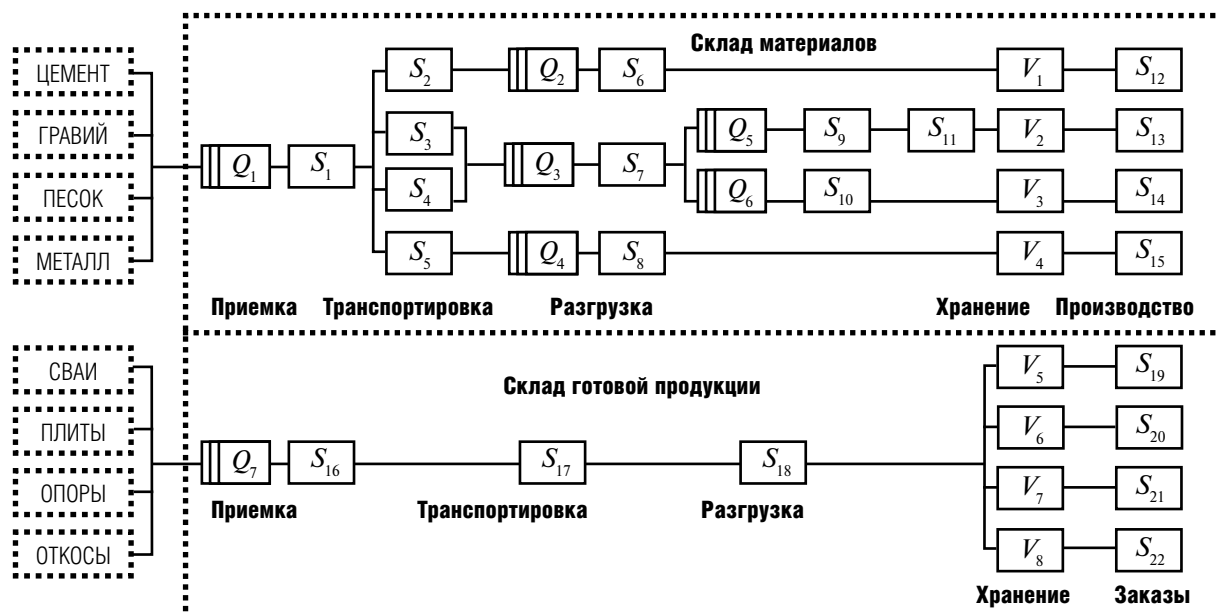 Склад материалов
ЦЕМЕНТ
ГРАВИЙ
ПЕСОК
МЕТАЛЛ
Q₁ S₁
S₂ Q₂ S₆ V₁ S₁₂
S₃ Q₅ S₉ S₁₁ V₂ S₁₃
Q₃ S₇
S₄ Q₆ S₁₀ V₃ S₁₄
S₅ Q₄ S₈ V₄ S₁₅
Приемка Транспортировка Разгрузка Хранение Производство
Склад готовой продукции
СВАИ
ПЛИТЫ
ОПОРЫ
ОТКОСЫ
Q₇ S₁₆ S₁₇ S₁₈
V₅ S₁₉
V₆ S₂₀
V₇ S₂₁
V₈ S₂₂
Приемка Транспортировка Разгрузка
Хранение Заказы